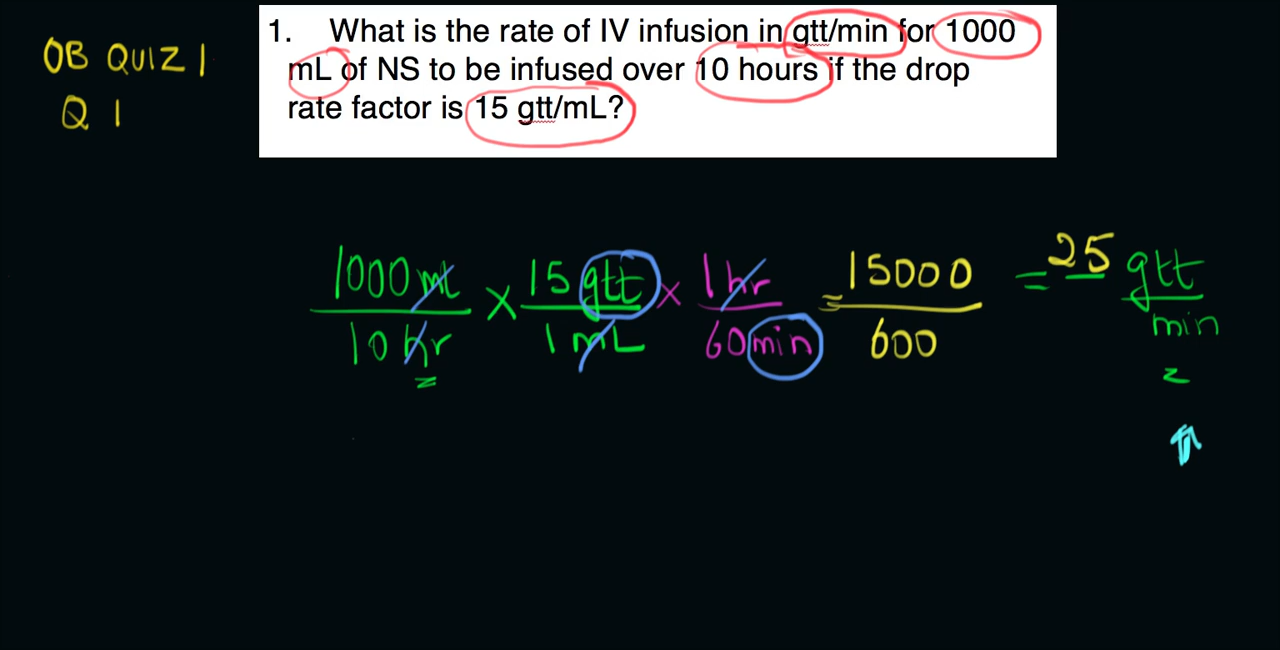 OB QUIZ 1
Q 1
1. What is the rate of IV infusion in gtt/min for 1000
mL of NS to be infused over 10 hours if the drop
rate factor is 15 gtt/mL?
1000 mL / 10 hr × 15 gtt / 1 mL × 1 hr / 60 min = 15000 / 600 = 25 gtt / min